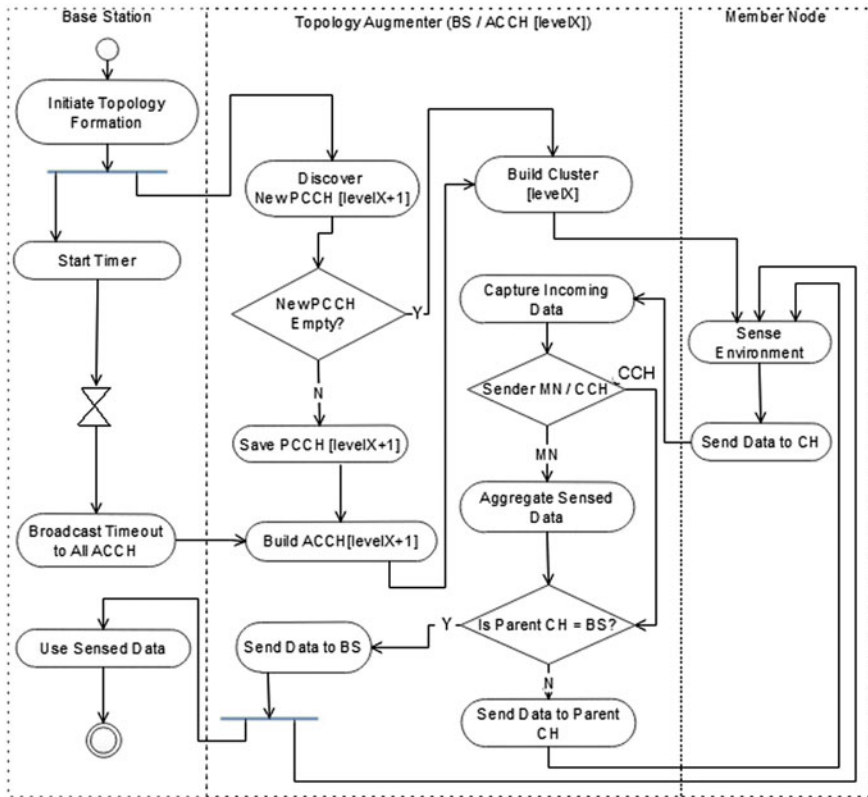 Base Station
Topology Augmenter (BS / ACCH [levelX])
Member Node
Initiate Topology
Formation
Discover
NewPCCH [levelX+1]
Build Cluster
[levelX]
Start Timer
NewPCCH
Empty?
Y
N
Capture Incoming
Data
Sense
Environment
Sender MN / CCH
CCH
MN
Send Data to CH
Save PCCH [levelX+1]
Aggregate Sensed
Data
Broadcast Timeout
to All ACCH
Build ACCH[levelX+1]
Is Parent CH = BS?
Y
N
Use Sensed Data
Send Data to BS
Send Data to Parent
CH